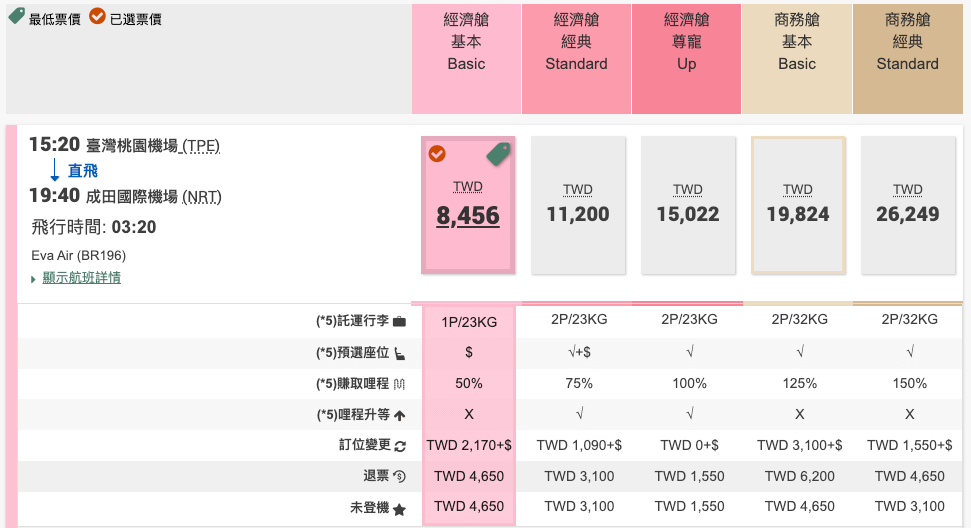 最低票價 已選票價
經濟艙 經濟艙 經濟艙 商務艙 商務艙
基本 經典 尊寵 基本 經典
Basic Standard Up Basic Standard
15:20 臺灣桃園機場 (TPE)
直飛
19:40 成田國際機場 (NRT)
飛行時間: 03:20
Eva Air (BR196)
顯示航班詳情
TWD TWD TWD TWD TWD
8,456 11,200 15,022 19,824 26,249
(*5)託運行李 1P/23KG 2P/23KG 2P/23KG 2P/32KG 2P/32KG
(*5)預選座位 $ √+$ √ √ √
(*5)賺取哩程 50% 75% 100% 125% 150%
(*5)哩程升等 X √ √ X X
訂位變更 TWD 2,170+$ TWD 1,090+$ TWD 0+$ TWD 3,100+$ TWD 1,550+$
退票 TWD 4,650 TWD 3,100 TWD 1,550 TWD 6,200 TWD 4,650
未登機 TWD 4,650 TWD 3,100 TWD 1,550 TWD 4,650 TWD 3,100